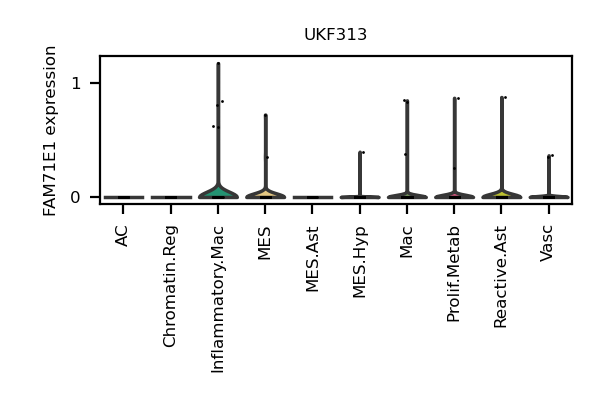 UKF313
FAM71E1 expression
1
0
AC
Chromatin.Reg
Inflammatory.Mac
MES
MES.Ast
MES.Hyp
Mac
Prolif.Metab
Reactive.Ast
Vasc